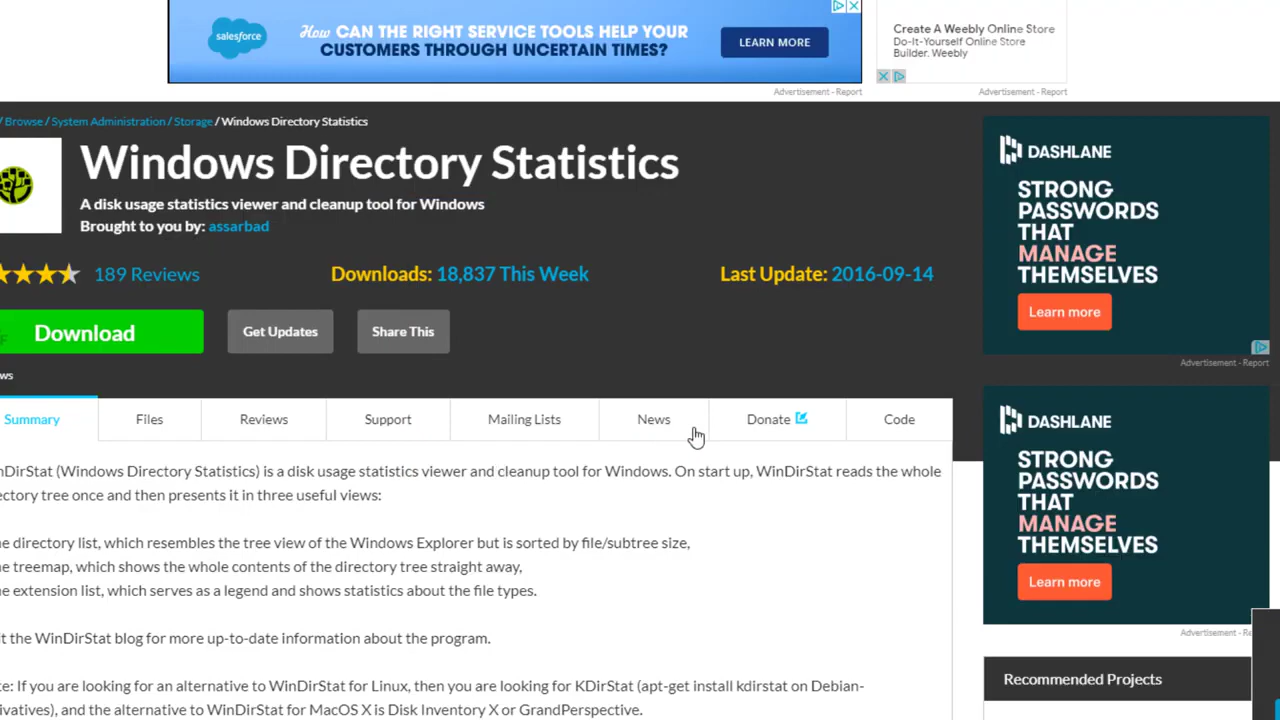 salesforce
How CAN THE RIGHT SERVICE TOOLS HELP YOUR
CUSTOMERS THROUGH UNCERTAIN TIMES?
LEARN MORE
Create A Weebly Online Store
Do-It-Yourself Online Store
Builder. Weebly
Advertisement - Report
Advertisement - Report
/ Browse / System Administration / Storage / Windows Directory Statistics
Windows Directory Statistics
A disk usage statistics viewer and cleanup tool for Windows
Brought to you by: assarbad
189 Reviews
Downloads: 18,837 This Week
Last Update: 2016-09-14
Download
Get Updates
Share This
ws
Summary
Files
Reviews
Support
Mailing Lists
News
Donate
Code
nDirStat (Windows Directory Statistics) is a disk usage statistics viewer and cleanup tool for Windows. On start up, WinDirStat reads the whole
ectory tree once and then presents it in three useful views:
e directory list, which resembles the tree view of the Windows Explorer but is sorted by file/subtree size,
e treemap, which shows the whole contents of the directory tree straight away,
e extension list, which serves as a legend and shows statistics about the file types.
t the WinDirStat blog for more up-to-date information about the program.
te: If you are looking for an alternative to WinDirStat for Linux, then you are looking for KDirStat (apt-get install kdirstat on Debian-
ivatives), and the alternative to WinDirStat for MacOS X is Disk Inventory X or GrandPerspective.
DASHLANE
STRONG
PASSWORDS
THAT
MANAGE
THEMSELVES
Learn more
Advertisement - Report
DASHLANE
STRONG
PASSWORDS
THAT
MANAGE
THEMSELVES
Learn more
Advertisement - Re
Recommended Projects